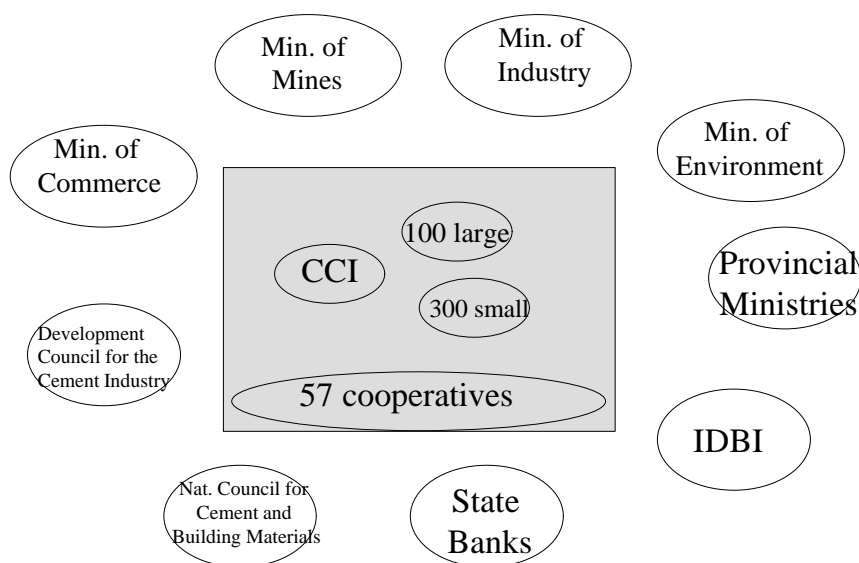 Min. of
Mines
Min. of
Industry
Min. of
Commerce
Min. of
Environment
100 large
CCI
300 small
Provincial
Ministries
Development
Council for the
Cement Industry
57 cooperatives
IDBI
Nat. Council for
Cement and
Building Materials
State
Banks